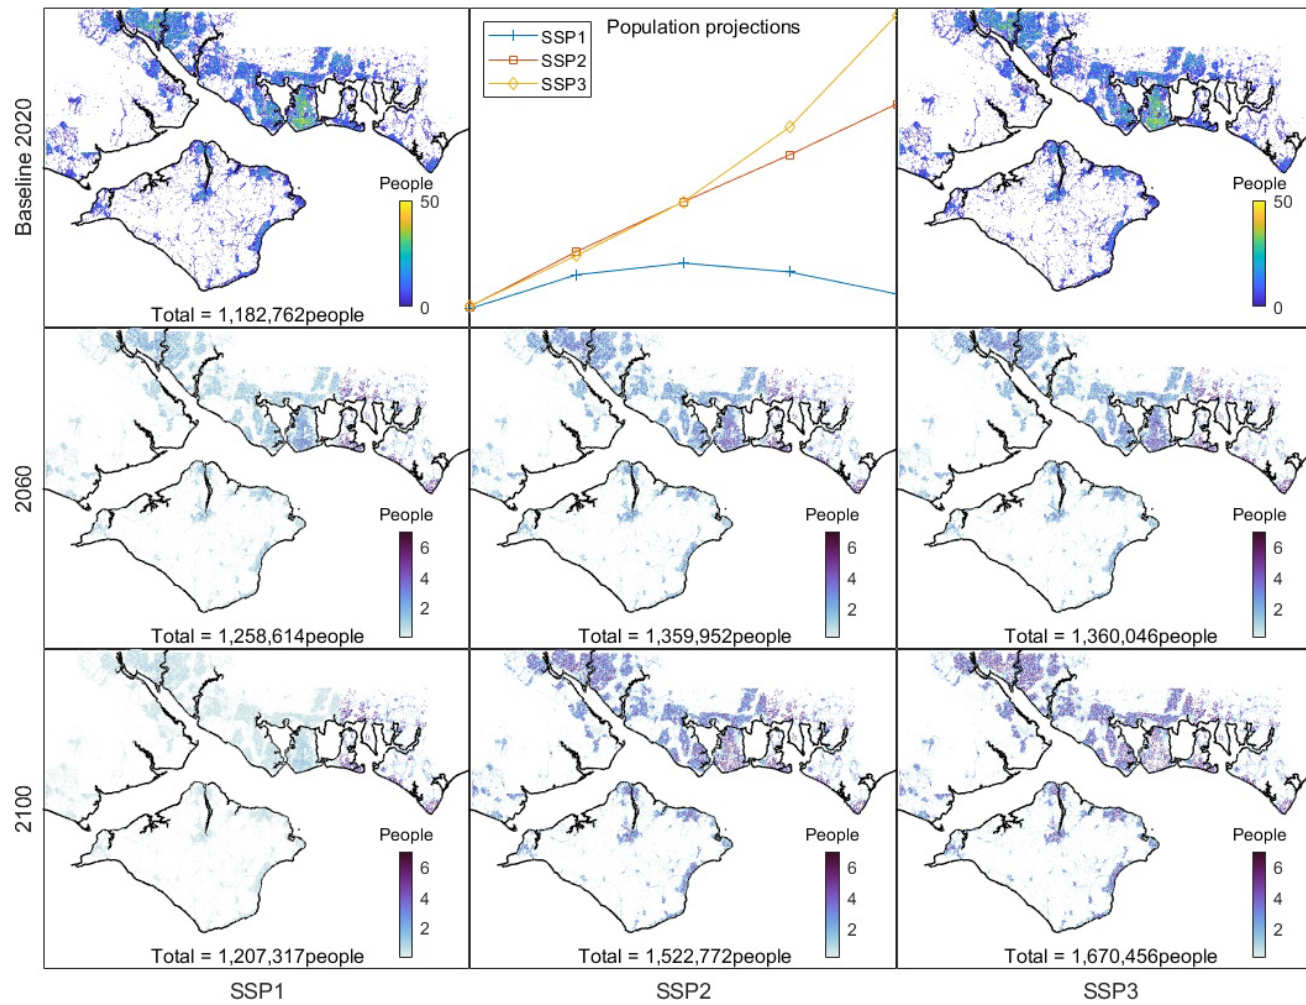 Baseline 2020
People
50
0
Total = 1,182,762people
Population projections
SSP1
SSP2
SSP3
People
50
0
2060
People
6
4
2
Total = 1,258,614people
People
6
4
2
Total = 1,359,952people
People
6
4
2
Total = 1,360,046people
2100
People
6
4
2
Total = 1,207,317people
People
6
4
2
Total = 1,522,772people
People
6
4
2
Total = 1,670,456people
SSP1
SSP2
SSP3